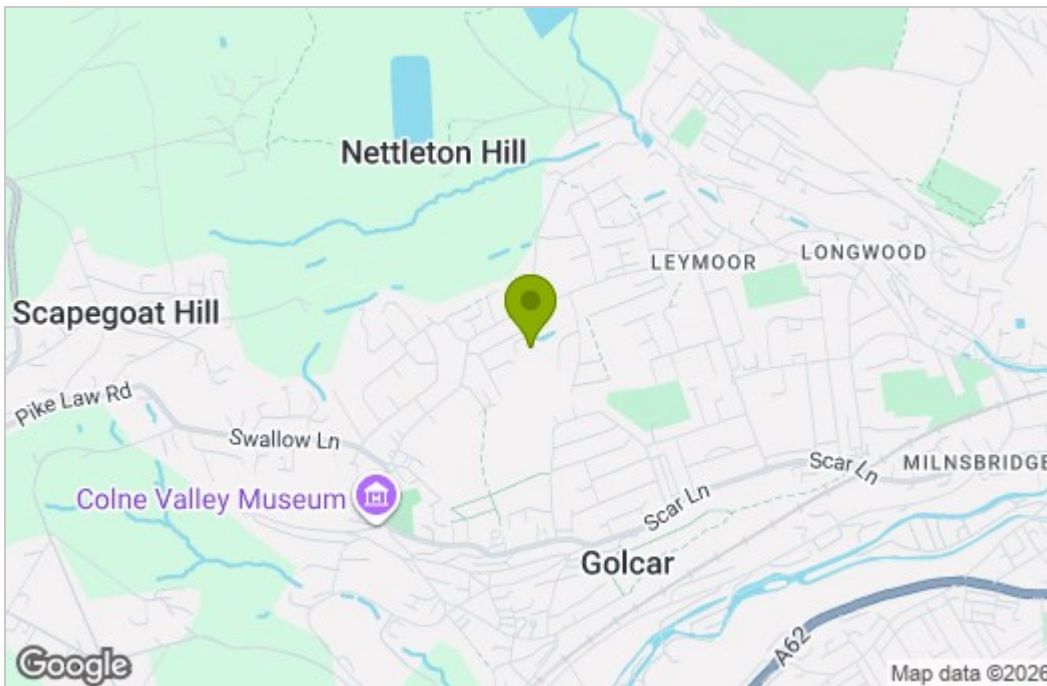 Nettleton Hill
LEYMOOR
LONGWOOD
Scapegoat Hill
Pike Law Rd
Swallow Ln
Scar Ln
MILNSBRIDGE
Colne Valley Museum
Scar Ln
Golcar
A62
Google
Map data ©2026